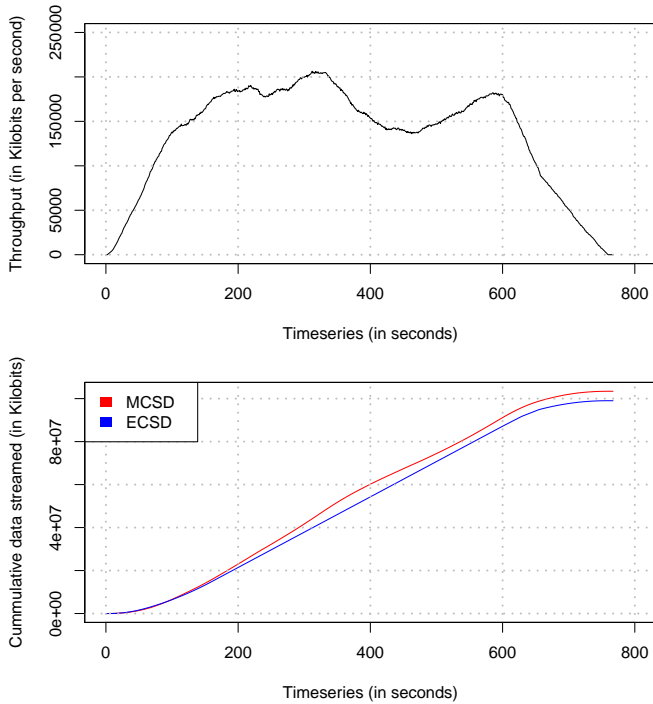 Throughput (in Kilobits per second)
250000
150000
50000
0
0 200 400 600 800
Timeseries (in seconds)
Cummulative data streamed (in Kilobits)
MCSD
ECSD
8e+07
4e+07
0e+00
0 200 400 600 800
Timeseries (in seconds)